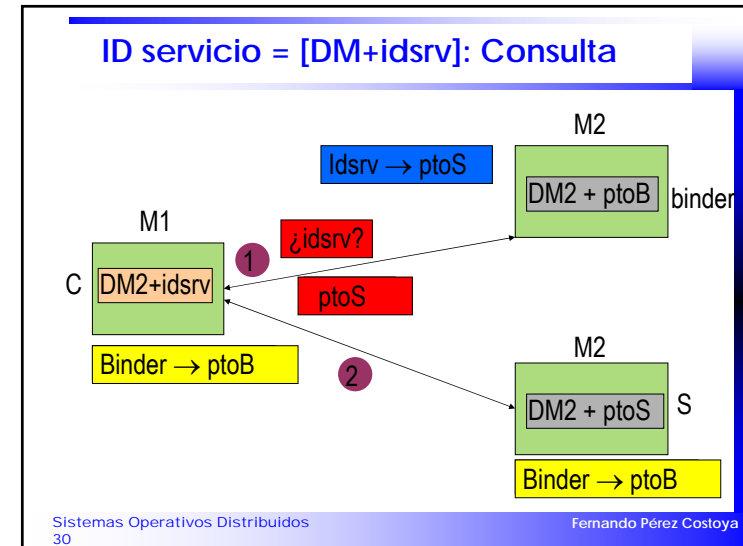 ID servicio = [DM+idsrv]: Consulta
M2
Idsrv → ptoS
DM2 + ptoB
binder
M1
¿idsrv?
1
C
DM2+idsrv
ptoS
Binder → ptoB
2
M2
DM2 + ptoS
S
Binder → ptoB
Sistemas Operativos Distribuidos
30
Fernando Pérez Costoya